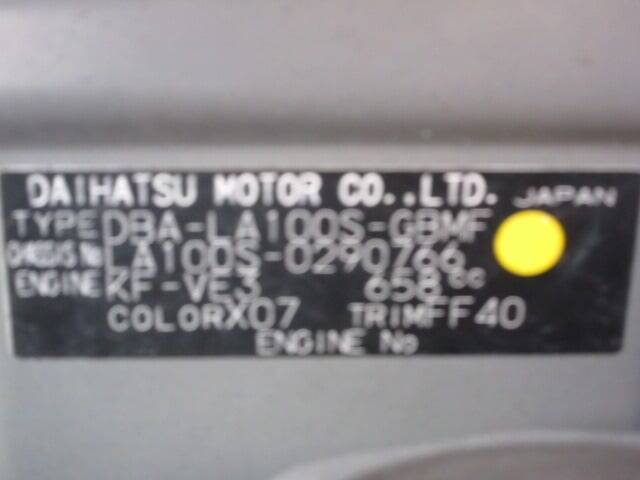 DAIHATSU MOTOR CO.,LTD. JAPAN
TYPE DBA-LA100S-GBMF
CHASSIS No LA100S-0290766
ENGINE KF-VE3 658cc
COLOR X07 TRIM FF40
ENGINE No